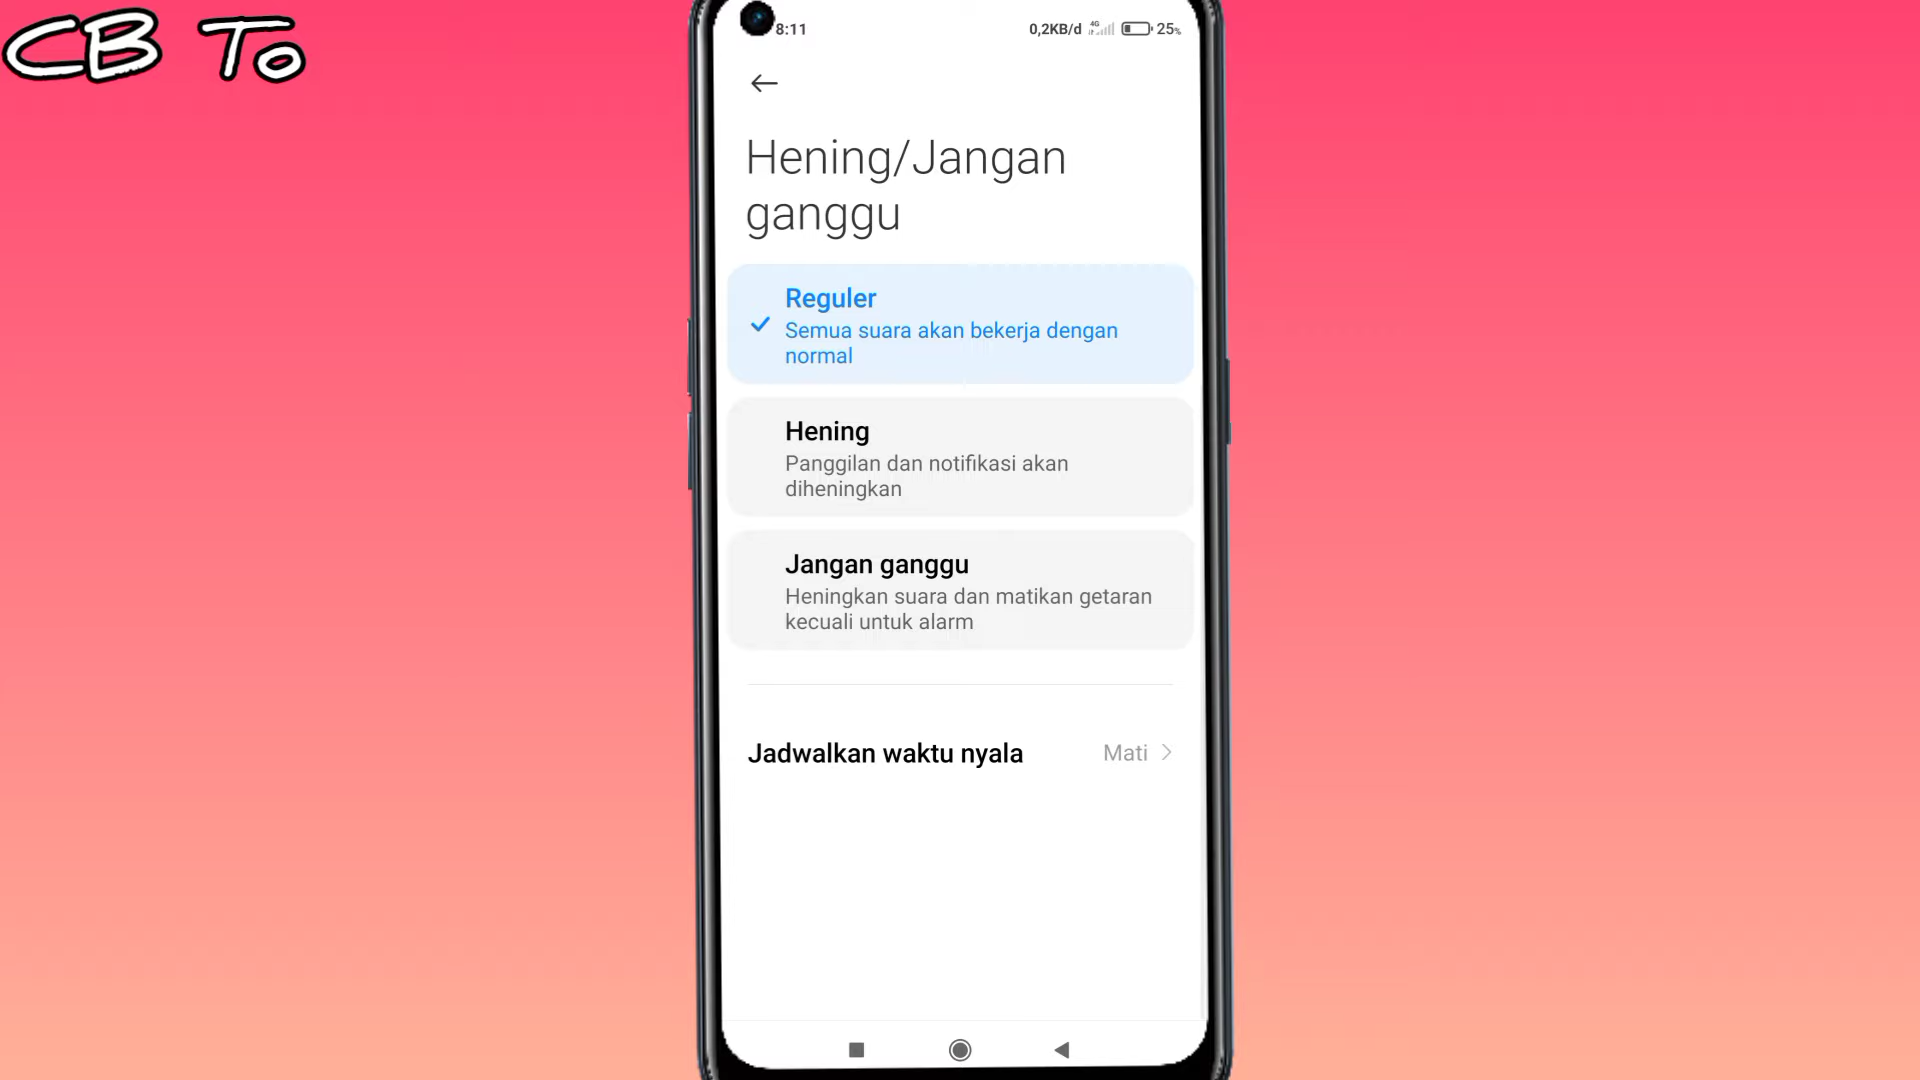 CB To
8:11
0,2KB/d 4G 25%
Hening/Jangan
ganggu
Reguler
Semua suara akan bekerja dengan
normal
Hening
Panggilan dan notifikasi akan
diheningkan
Jangan ganggu
Heningkan suara dan matikan getaran
kecuali untuk alarm
Jadwalkan waktu nyala Mati